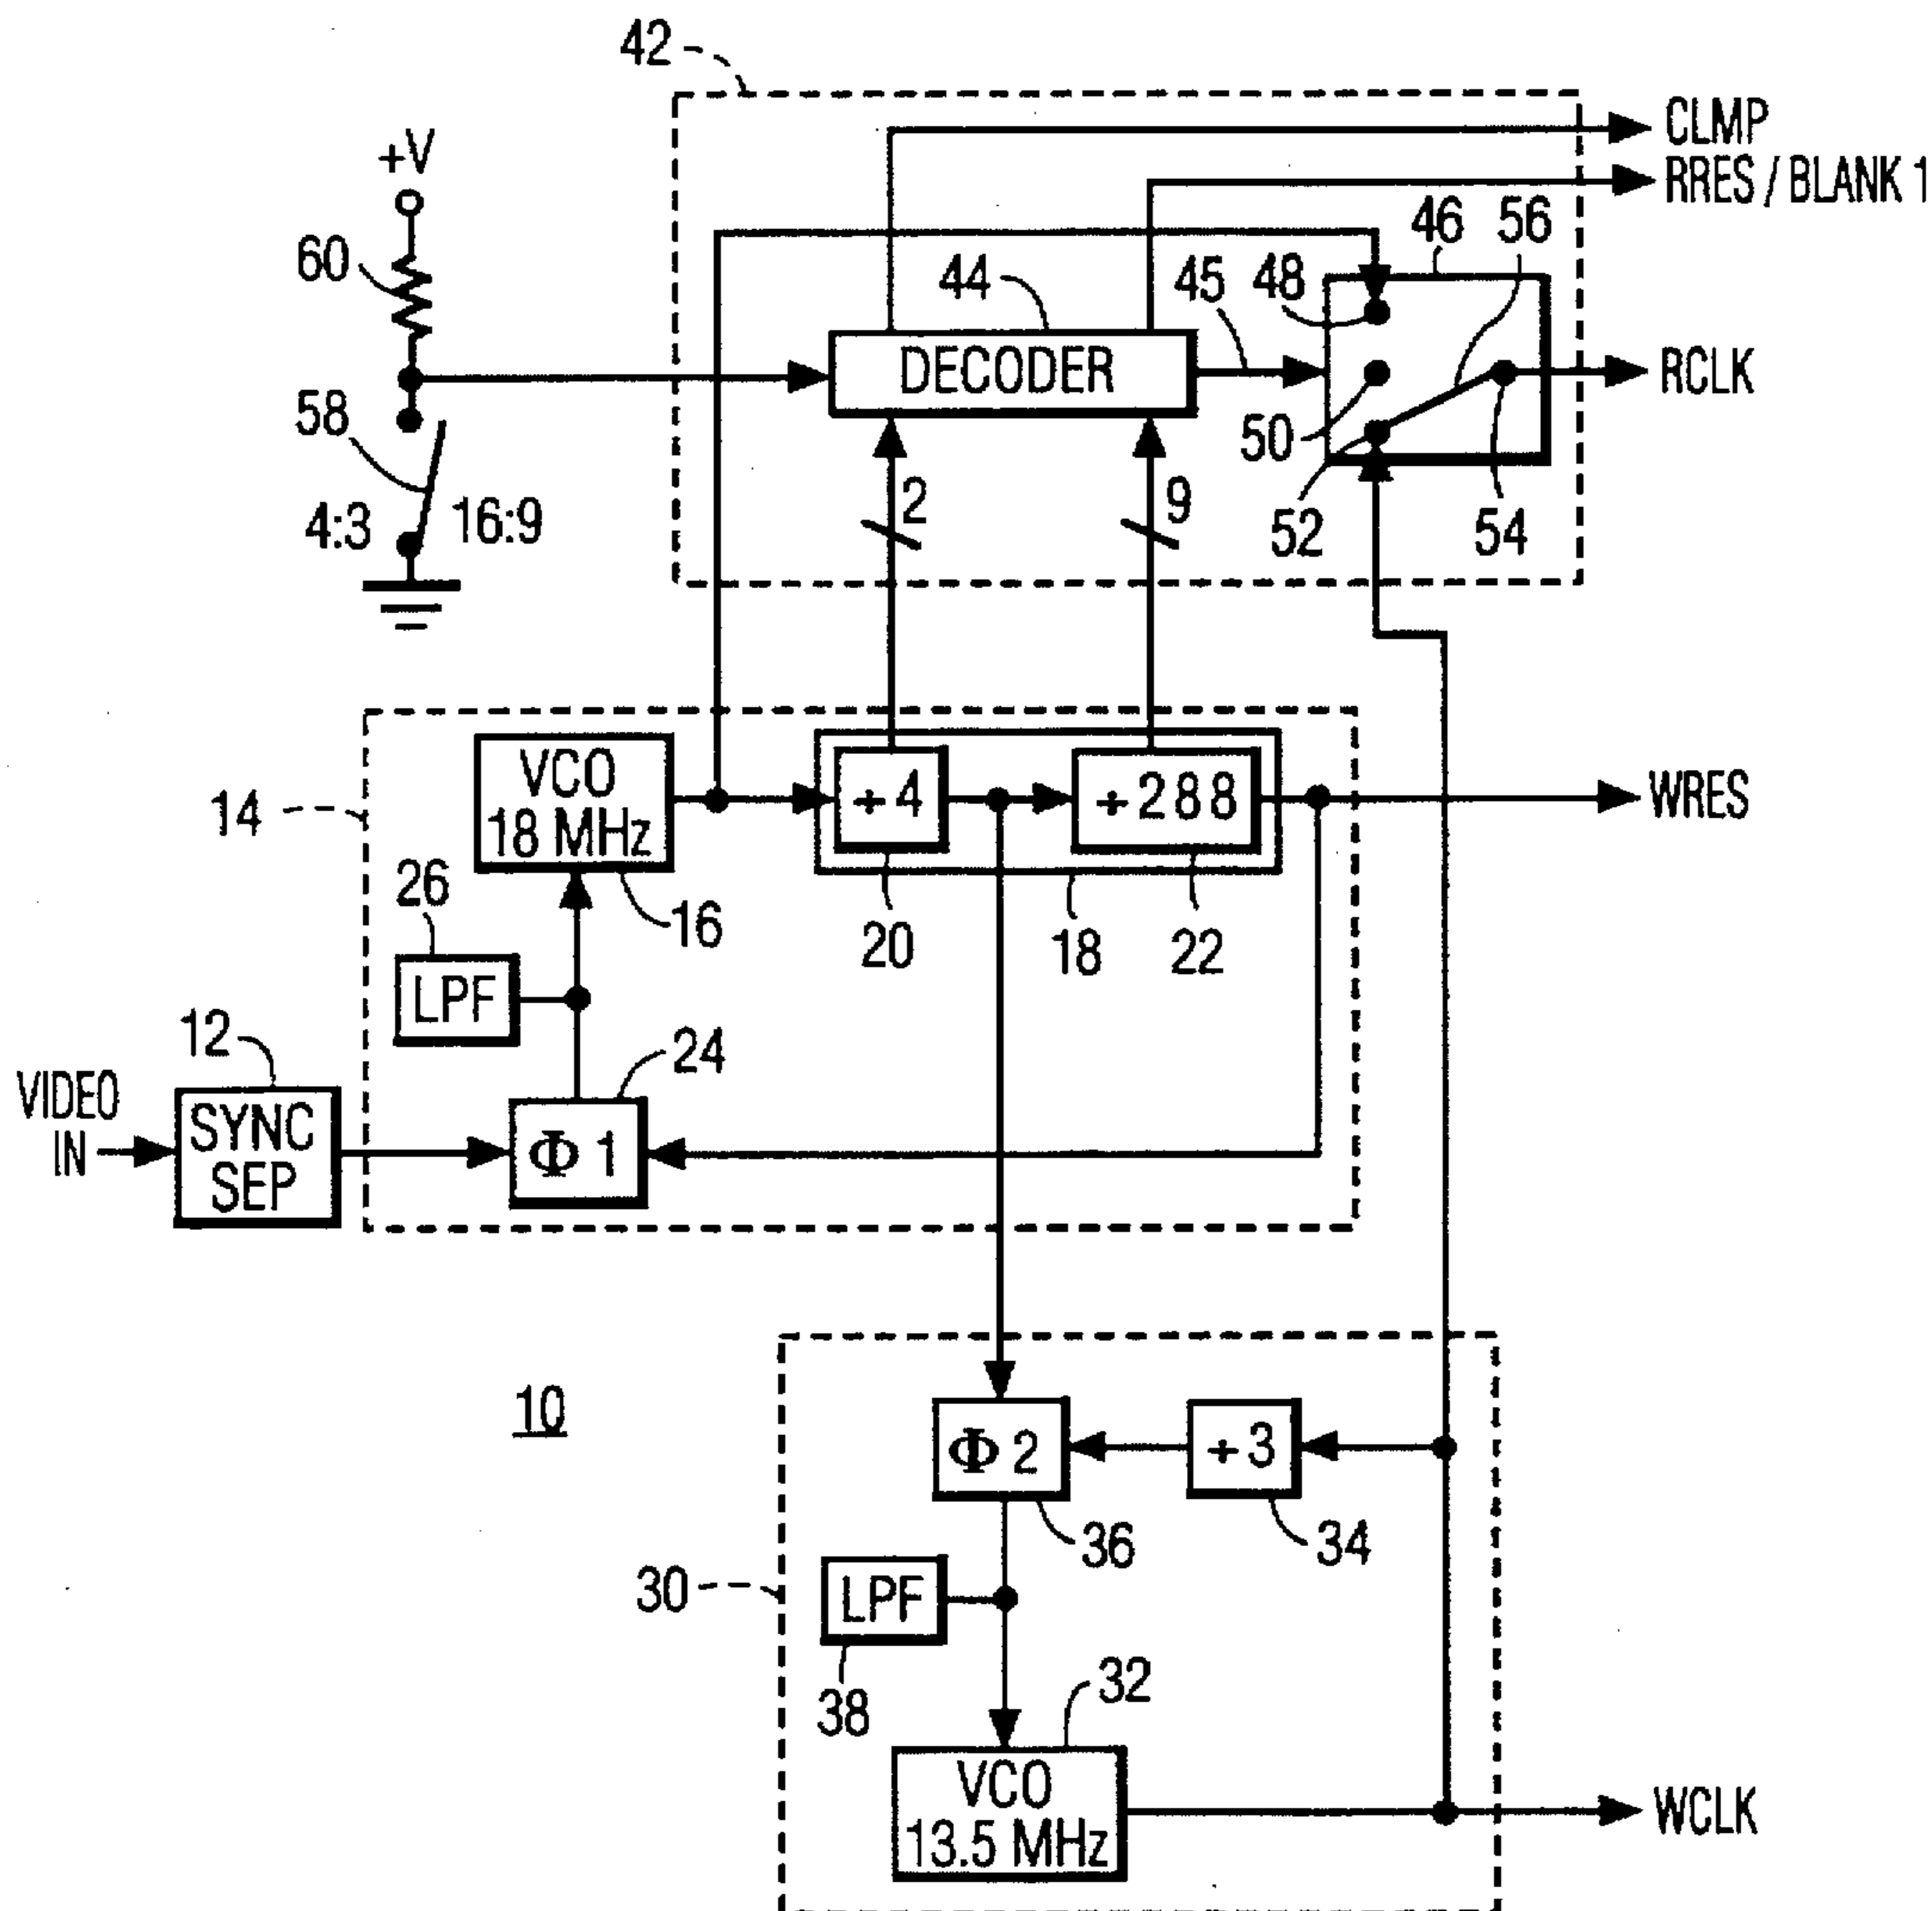 42
CLMP
+V
RRES / BLANK 1
46
56
60
44
45
48
DECODER
RCLK
58
50
2
9
4:3
16:9
52
54
VCO
18 MHz
÷4
÷288
WRES
14
26
16
20
18
22
LPF
12
24
VIDEO
IN
SYNC
SEP
Φ1
10
Φ2
÷3
36
34
30
LPF
38
32
VCO
13.5 MHz
WCLK